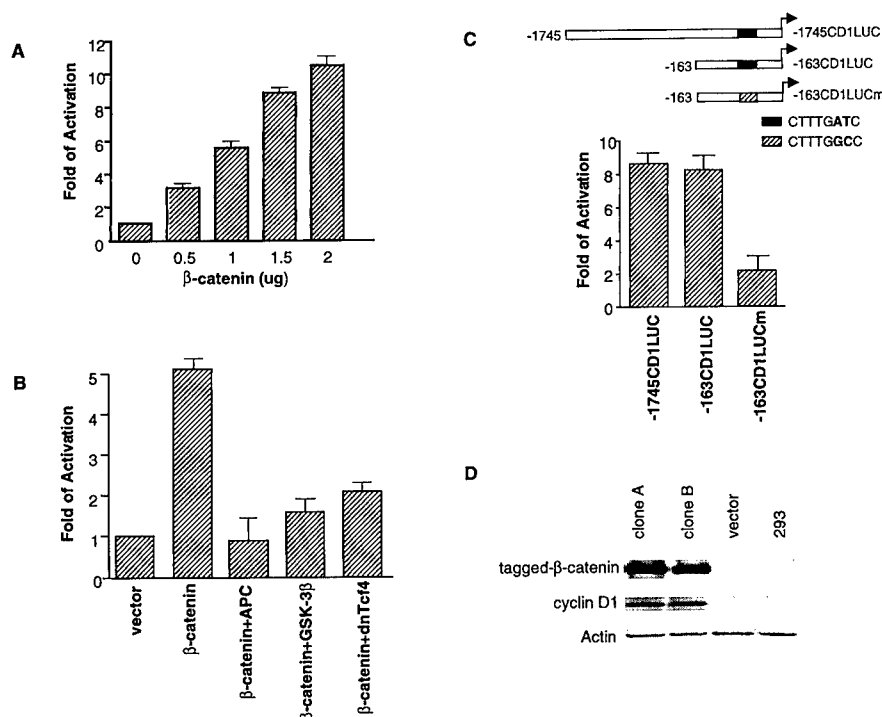 A
Fold of Activation
12
10
8
6
4
2
0
0 0.5 1 1.5 2
β-catenin (ug)
B
Fold of Activation
5
4
3
2
1
0
vector
β-catenin
β-catenin+APC
β-catenin+GSK-3β
β-catenin+dnTcf4
C
-1745 -1745CD1LUC
-163 -163CD1LUC
-163 -163CD1LUCm
CTTTGATC
CTTTGGCC
Fold of Activation
10
8
6
4
2
0
-1745CD1LUC
-163CD1LUC
-163CD1LUCm
D
clone A
clone B
vector
293
tagged-β-catenin
cyclin D1
Actin